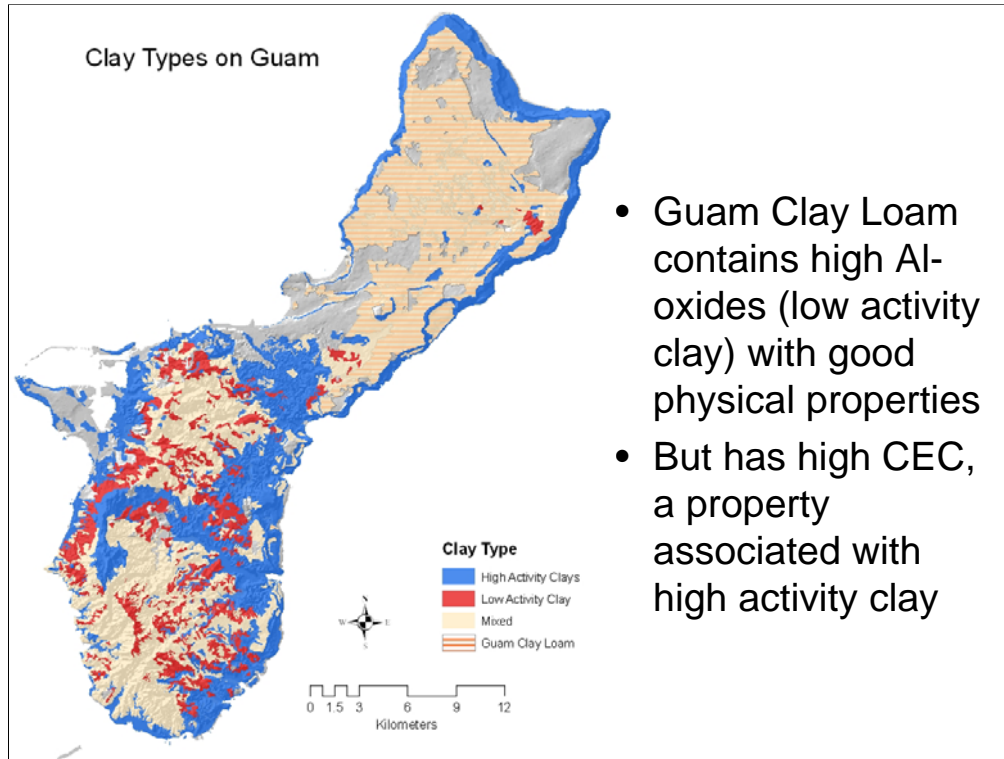 Clay Types on Guam
• Guam Clay Loam
contains high Al-
oxides (low activity
clay) with good
physical properties
• But has high CEC,
a property
associated with
high activity clay
Clay Type
High Activity Clays
Low Activity Clay
Mixed
Guam Clay Loam
N
W E
S
0 1.5 3 6 9 12
Kilometers